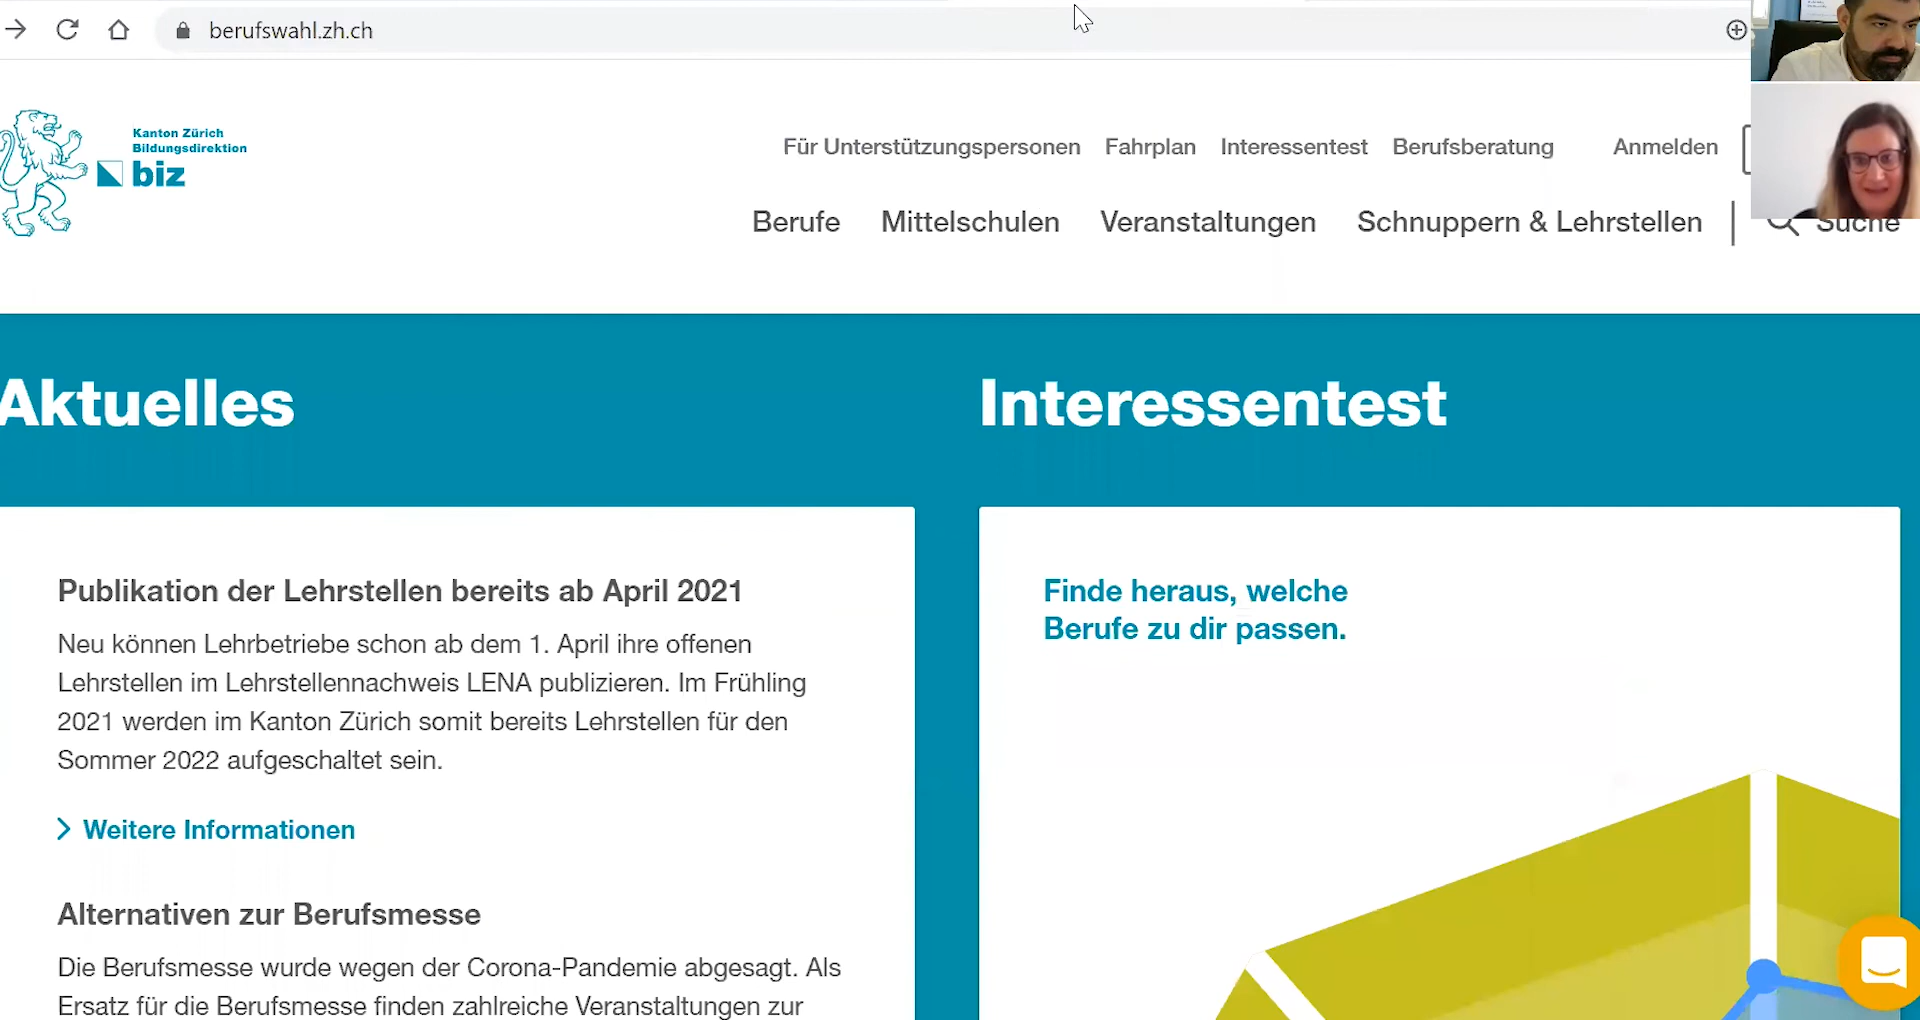 berufswahl.zh.ch
Kanton Zürich
Bildungsdirektion
biz
Für Unterstützungspersonen Fahrplan Interessentest Berufsberatung Anmelden
Berufe Mittelschulen Veranstaltungen Schnuppern & Lehrstellen Suche
Aktuelles
Publikation der Lehrstellen bereits ab April 2021
Neu können Lehrbetriebe schon ab dem 1. April ihre offenen
Lehrstellen im Lehrstellennachweis LENA publizieren. Im Frühling
2021 werden im Kanton Zürich somit bereits Lehrstellen für den
Sommer 2022 aufgeschaltet sein.
Weitere Informationen
Alternativen zur Berufsmesse
Die Berufsmesse wurde wegen der Corona-Pandemie abgesagt. Als
Ersatz für die Berufsmesse finden zahlreiche Veranstaltungen zur
Interessentest
Finde heraus, welche
Berufe zu dir passen.